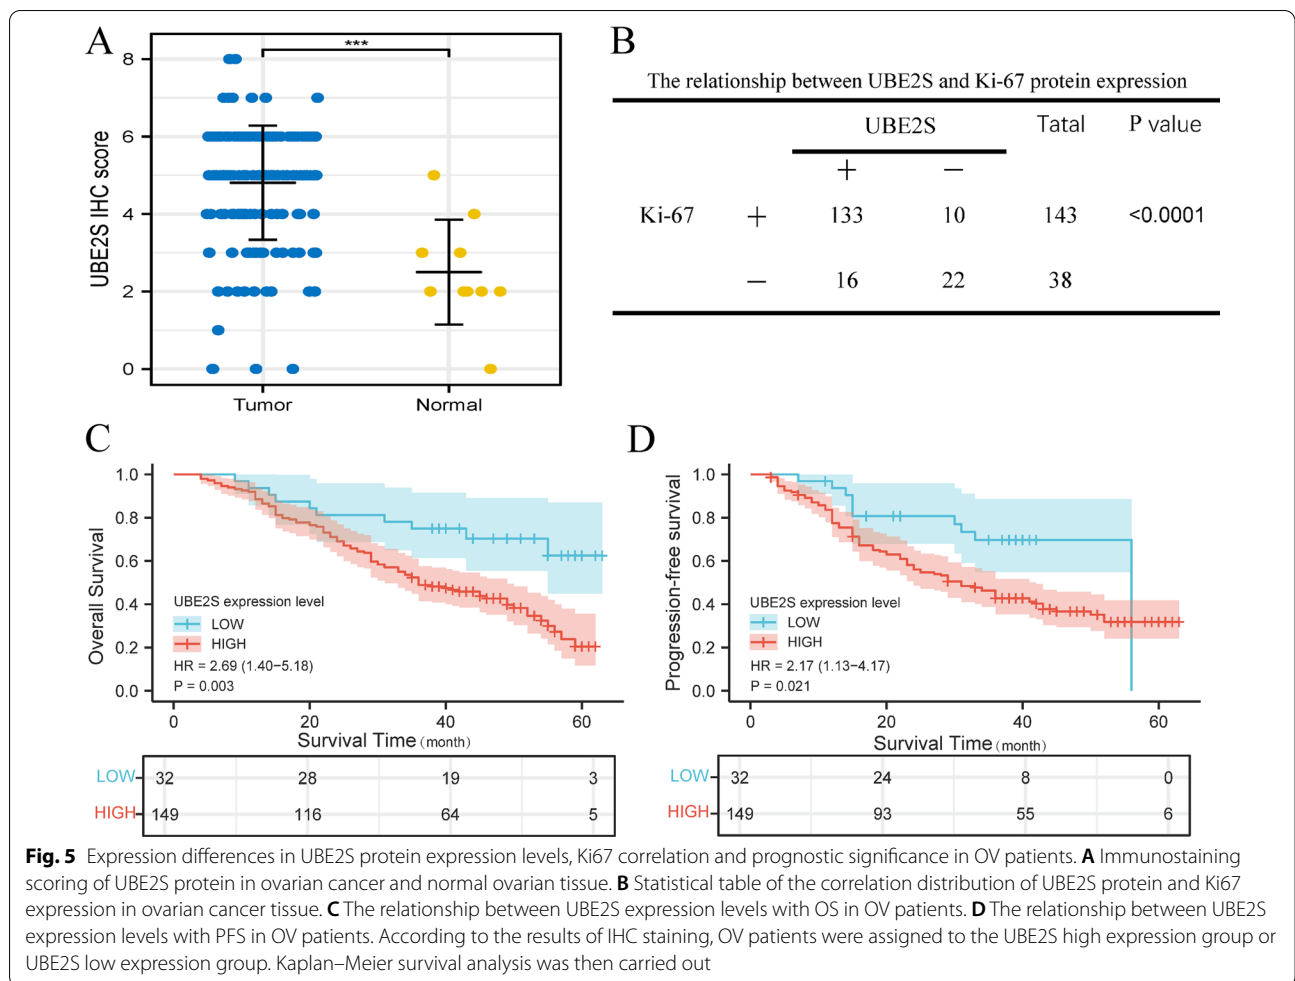 A
***
8
6
4
2
0
UBE2S IHC score
Tumor Normal
B
The relationship between UBE2S and Ki-67 protein expression
UBE2S Tatal P value
+ −
Ki-67 + 133 10 143 <0.0001
− 16 22 38
C
1.0
0.8
0.6
0.4
0.2
0.0
Overall Survival
UBE2S expression level
LOW
HIGH
HR = 2.69 (1.40−5.18)
P = 0.003
0 20 40 60
Survival Time (month)
LOW 32 28 19 3
HIGH 149 116 64 5
D
1.0
0.8
0.6
0.4
0.2
0.0
Progression-free survival
UBE2S expression level
LOW
HIGH
HR = 2.17 (1.13−4.17)
P = 0.021
0 20 40 60
Survival Time (month)
LOW 32 24 8 0
HIGH 149 93 55 6
Fig. 5 Expression differences in UBE2S protein expression levels, Ki67 correlation and prognostic significance in OV patients. A Immunostaining
scoring of UBE2S protein in ovarian cancer and normal ovarian tissue. B Statistical table of the correlation distribution of UBE2S protein and Ki67
expression in ovarian cancer tissue. C The relationship between UBE2S expression levels with OS in OV patients. D The relationship between UBE2S
expression levels with PFS in OV patients. According to the results of IHC staining, OV patients were assigned to the UBE2S high expression group or
UBE2S low expression group. Kaplan–Meier survival analysis was then carried out